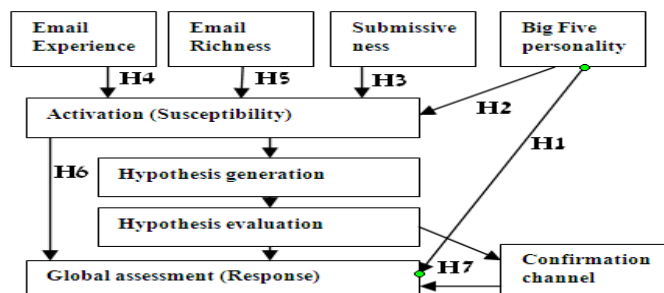 Email
Experience
Email
Richness
Submissive
ness
Big Five
personality
H4
H5
H3
H2
Activation (Susceptibility)
H1
H6
Hypothesis generation
Hypothesis evaluation
Confirmation
channel
H7
Global assessment (Response)